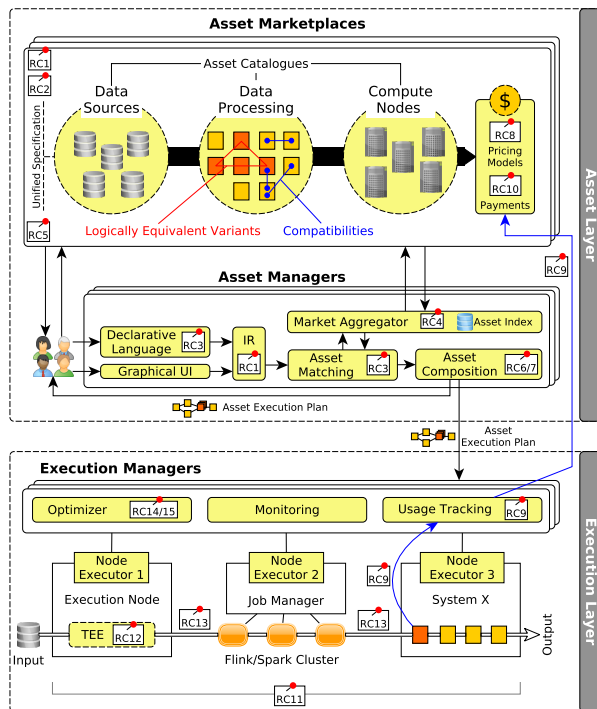 Asset Marketplaces
RC1
RC2
Asset Catalogues
Data
Sources
Data
Processing
Compute
Nodes
Unified Specification
RC5
$
RC8
Pricing
Models
RC10
Payments
Logically Equivalent Variants
Compatibilities
Asset Layer
RC9
Asset Managers
Declarative
Language
RC3
Graphical UI
IR
RC1
Market Aggregator
RC4
Asset Index
Asset
Matching
RC3
Asset
Composition
RC6/7
Asset Execution Plan
Asset
Execution Plan
Execution Managers
Optimizer
RC14/15
Monitoring
Usage Tracking
RC9
Execution Layer
Node
Executor 1
Node
Executor 2
Node
Executor 3
Execution Node
Job Manager
System X
RC9
TEE
RC12
RC13
RC13
Input
Flink/Spark Cluster
Output
RC11